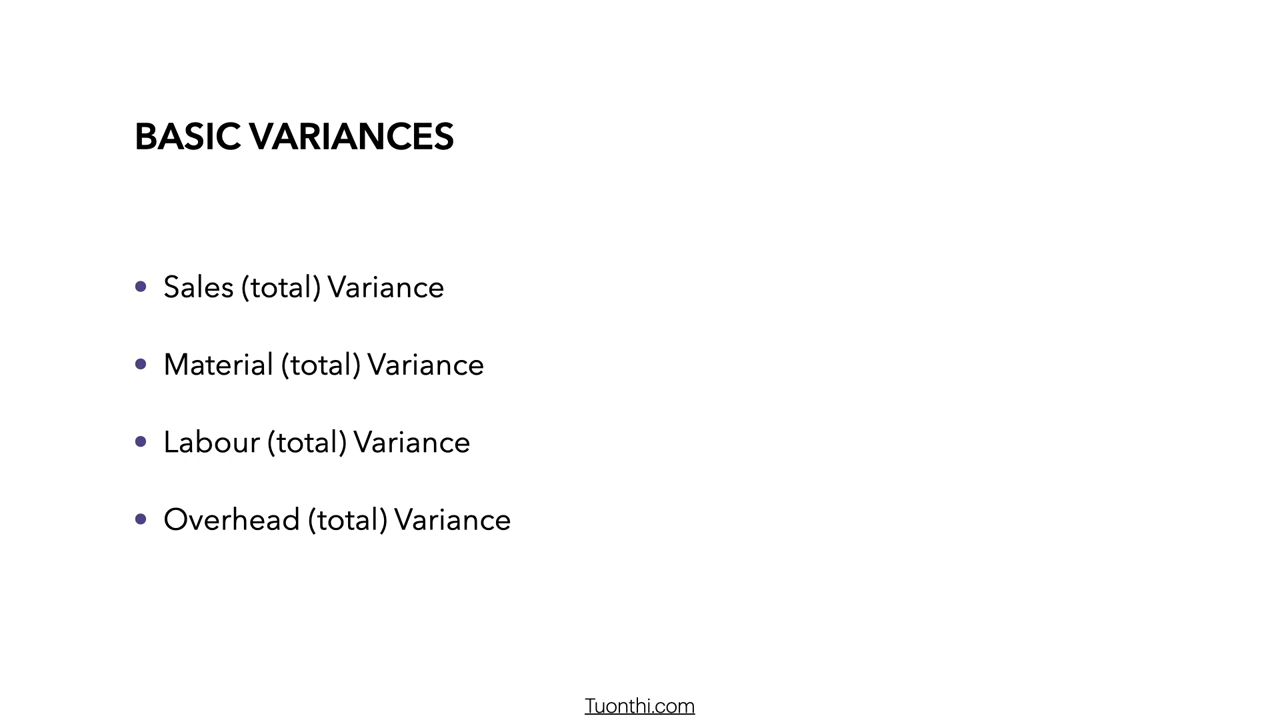 BASIC VARIANCES
• Sales (total) Variance
• Material (total) Variance
• Labour (total) Variance
• Overhead (total) Variance
Tuonthi.com